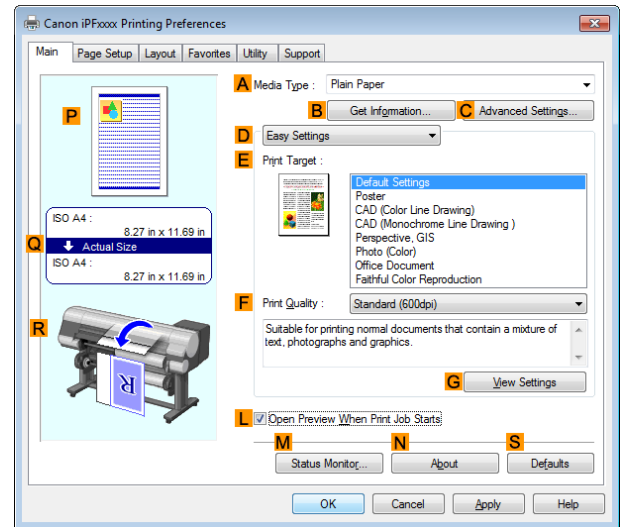 Canon iPFxxxx Printing Preferences
Main Page Setup Layout Favorites Utility Support
P
ISO A4 :
8.27 in x 11.69 in
Q Actual Size
ISO A4 :
8.27 in x 11.69 in
R
R
A Media Type : Plain Paper
B Get Information... C Advanced Settings...
D Easy Settings
E Print Target :
Default Settings
Poster
CAD (Color Line Drawing)
CAD (Monochrome Line Drawing )
Perspective, GIS
Photo (Color)
Office Document
Faithful Color Reproduction
F Print Quality : Standard (600dpi)
Suitable for printing normal documents that contain a mixture of
text, photographs and graphics.
G View Settings
L Open Preview When Print Job Starts
M N S
Status Monitor... About Defaults
OK Cancel Apply Help